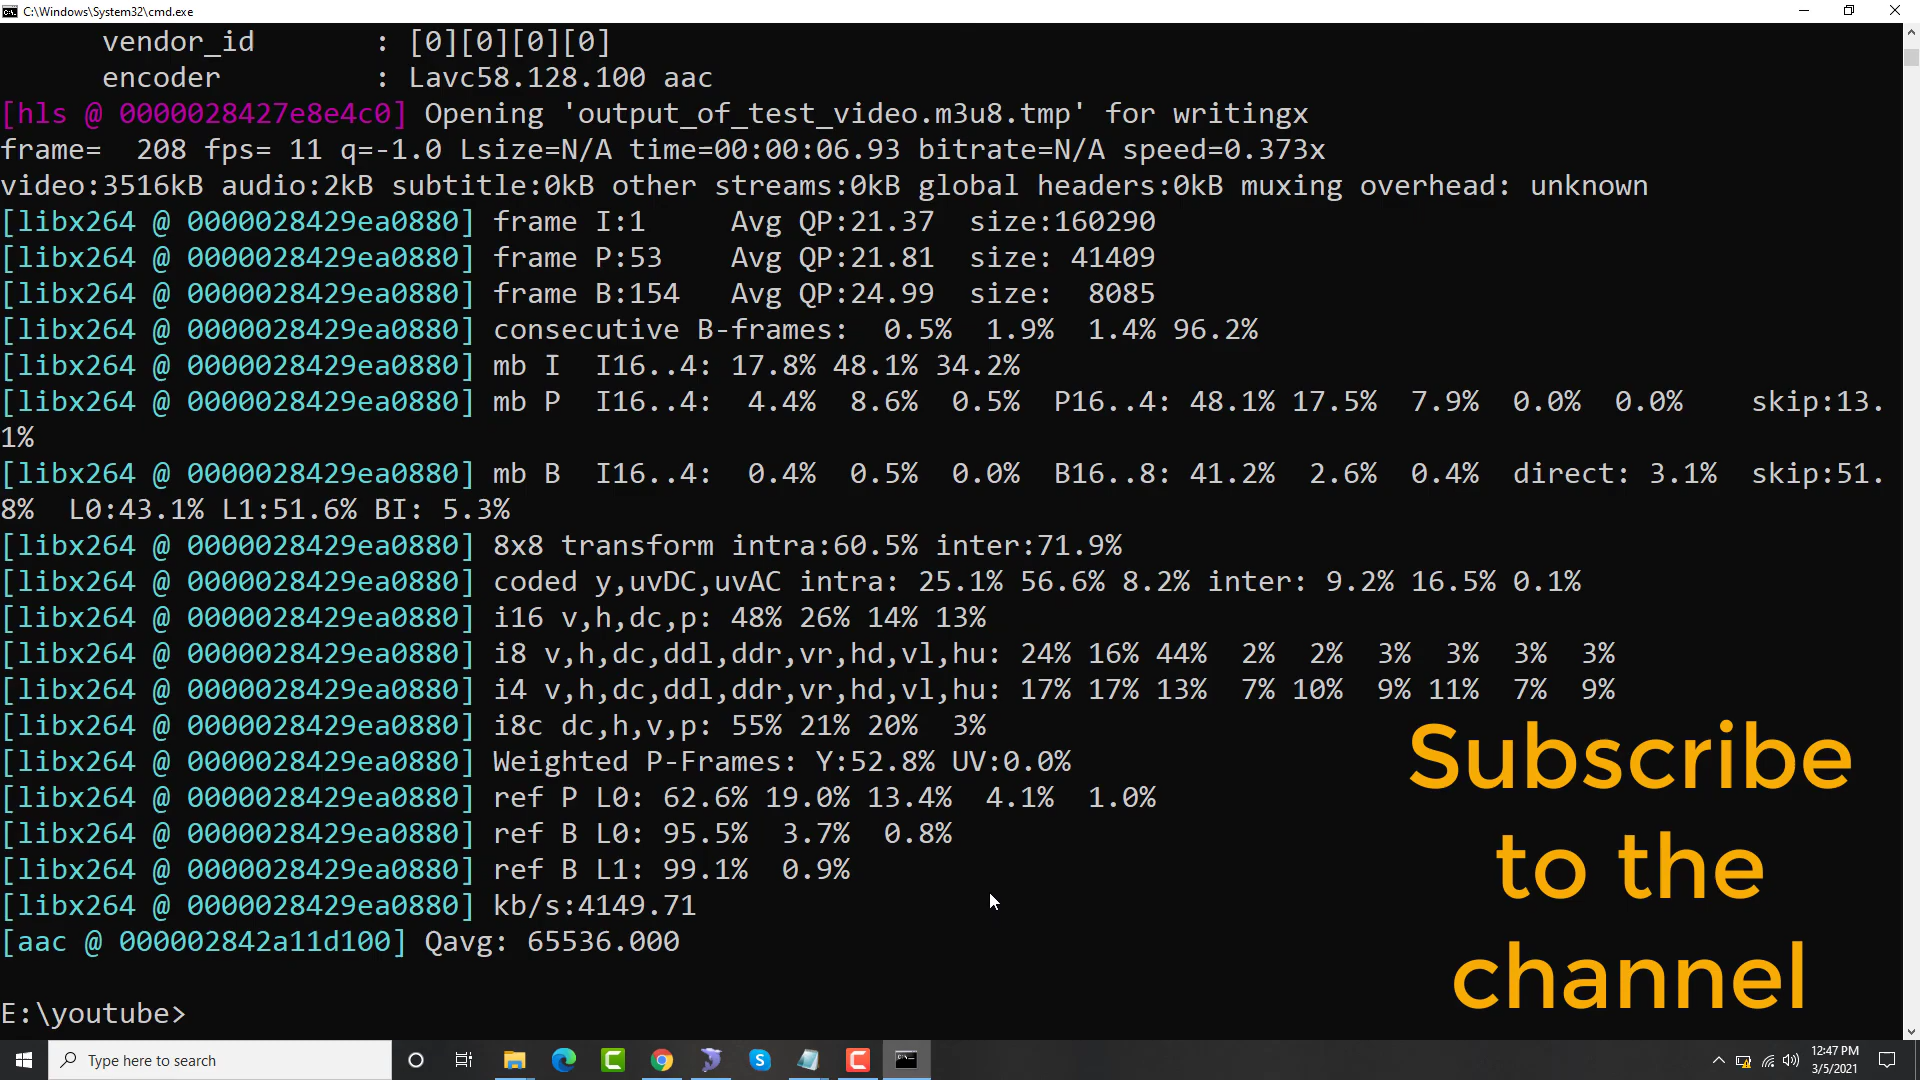 C:\Windows\System32\cmd.exe
vendor_id : [0][0][0][0]
encoder : Lavc58.128.100 aac
[hls @ 0000028427e8e4c0] Opening 'output_of_test_video.m3u8.tmp' for writingx
frame= 208 fps= 11 q=-1.0 Lsize=N/A time=00:00:06.93 bitrate=N/A speed=0.373x
video:3516kB audio:2kB subtitle:0kB other streams:0kB global headers:0kB muxing overhead: unknown
[libx264 @ 0000028429ea0880] frame I:1 Avg QP:21.37 size:160290
[libx264 @ 0000028429ea0880] frame P:53 Avg QP:21.81 size: 41409
[libx264 @ 0000028429ea0880] frame B:154 Avg QP:24.99 size: 8085
[libx264 @ 0000028429ea0880] consecutive B-frames: 0.5% 1.9% 1.4% 96.2%
[libx264 @ 0000028429ea0880] mb I I16..4: 17.8% 48.1% 34.2%
[libx264 @ 0000028429ea0880] mb P I16..4: 4.4% 8.6% 0.5% P16..4: 48.1% 17.5% 7.9% 0.0% 0.0% skip:13.
1%
[libx264 @ 0000028429ea0880] mb B I16..4: 0.4% 0.5% 0.0% B16..8: 41.2% 2.6% 0.4% direct: 3.1% skip:51.
8% L0:43.1% L1:51.6% BI: 5.3%
[libx264 @ 0000028429ea0880] 8x8 transform intra:60.5% inter:71.9%
[libx264 @ 0000028429ea0880] coded y,uvDC,uvAC intra: 25.1% 56.6% 8.2% inter: 9.2% 16.5% 0.1%
[libx264 @ 0000028429ea0880] i16 v,h,dc,p: 48% 26% 14% 13%
[libx264 @ 0000028429ea0880] i8 v,h,dc,ddl,ddr,vr,hd,vl,hu: 24% 16% 44% 2% 2% 3% 3% 3% 3%
[libx264 @ 0000028429ea0880] i4 v,h,dc,ddl,ddr,vr,hd,vl,hu: 17% 17% 13% 7% 10% 9% 11% 7% 9%
[libx264 @ 0000028429ea0880] i8c dc,h,v,p: 55% 21% 20% 3%
[libx264 @ 0000028429ea0880] Weighted P-Frames: Y:52.8% UV:0.0%
[libx264 @ 0000028429ea0880] ref P L0: 62.6% 19.0% 13.4% 4.1% 1.0%
[libx264 @ 0000028429ea0880] ref B L0: 95.5% 3.7% 0.8%
[libx264 @ 0000028429ea0880] ref B L1: 99.1% 0.9%
[libx264 @ 0000028429ea0880] kb/s:4149.71
[aac @ 000002842a11d100] Qavg: 65536.000
E:\youtube>
Subscribe
to the
channel
Type here to search
12:47 PM
3/5/2021